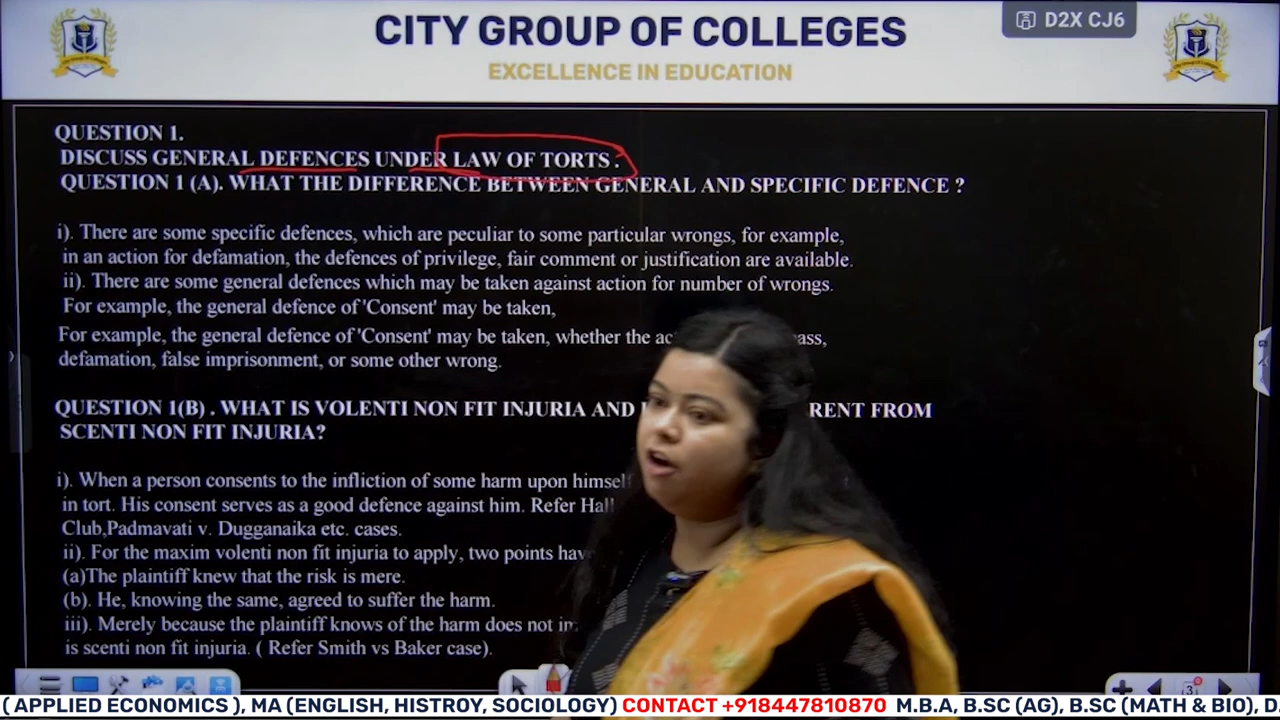 CITY GROUP OF COLLEGES
EXCELLENCE IN EDUCATION
D2X CJ6
QUESTION 1.
DISCUSS GENERAL DEFENCES UNDER LAW OF TORTS .
QUESTION 1 (A). WHAT THE DIFFERENCE BETWEEN GENERAL AND SPECIFIC DEFENCE ?
i). There are some specific defences, which are peculiar to some particular wrongs, for example,
in an action for defamation, the defences of privilege, fair comment or justification are available.
ii). There are some general defences which may be taken against action for number of wrongs.
For example, the general defence of 'Consent' may be taken,
For example, the general defence of 'Consent' may be taken, whether the
defamation, false imprisonment, or some other wrong.
QUESTION 1(B) . WHAT IS VOLENTI NON FIT INJURIA AND RENT FROM
SCENTI NON FIT INJURIA?
i). When a person consents to the infliction of some harm upon
in tort. His consent serves as a good defence against him. Refer Hall
Club,Padmavati v. Dugganaika etc. cases.
ii). For the maxim volenti non fit injuria to apply, two points
(a)The plaintiff knew that the risk is mere.
(b). He, knowing the same, agreed to suffer the harm.
iii). Merely because the plaintiff knows of the harm does not
is scenti non fit injuria. ( Refer Smith vs Baker case).
3
( APPLIED ECONOMICS ), MA (ENGLISH, HISTROY, SOCIOLOGY) CONTACT +918447810870 M.B.A, B.SC (AG), B.SC (MATH & BIO),